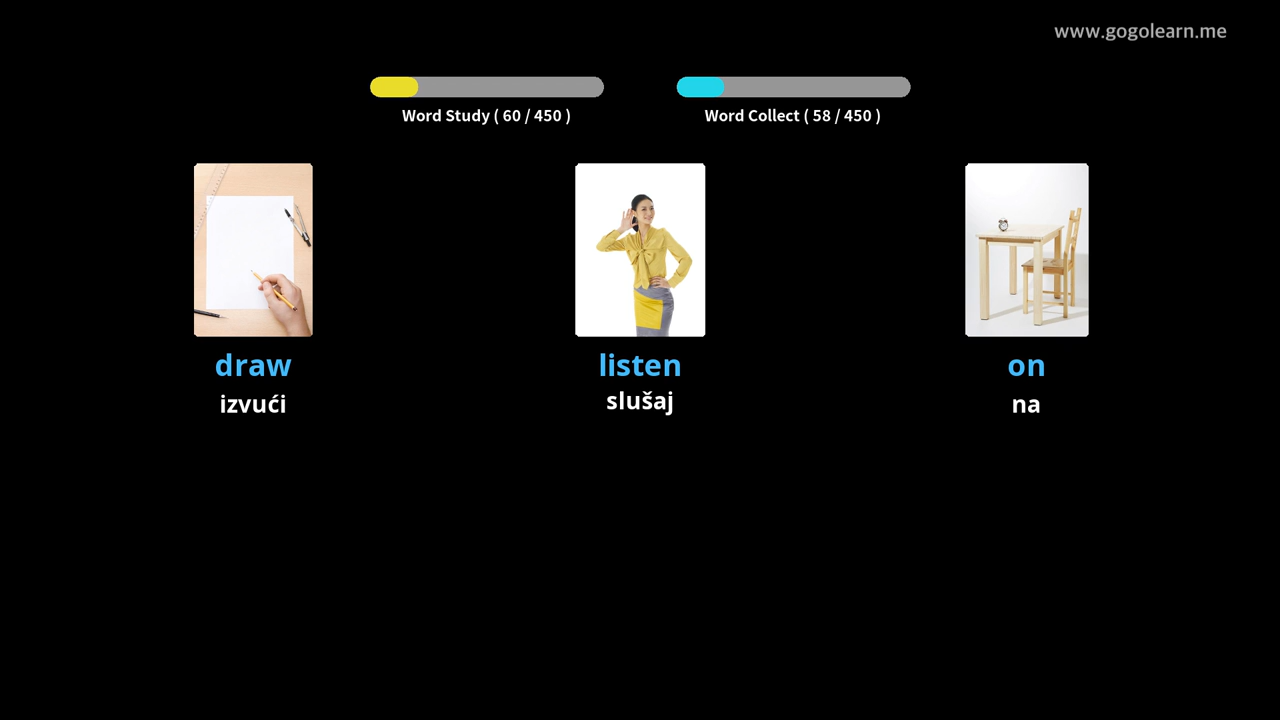 www.gogolearn.me
Word Study ( 60 / 450 )
Word Collect ( 58 / 450 )
draw
izvući
listen
slušaj
on
na